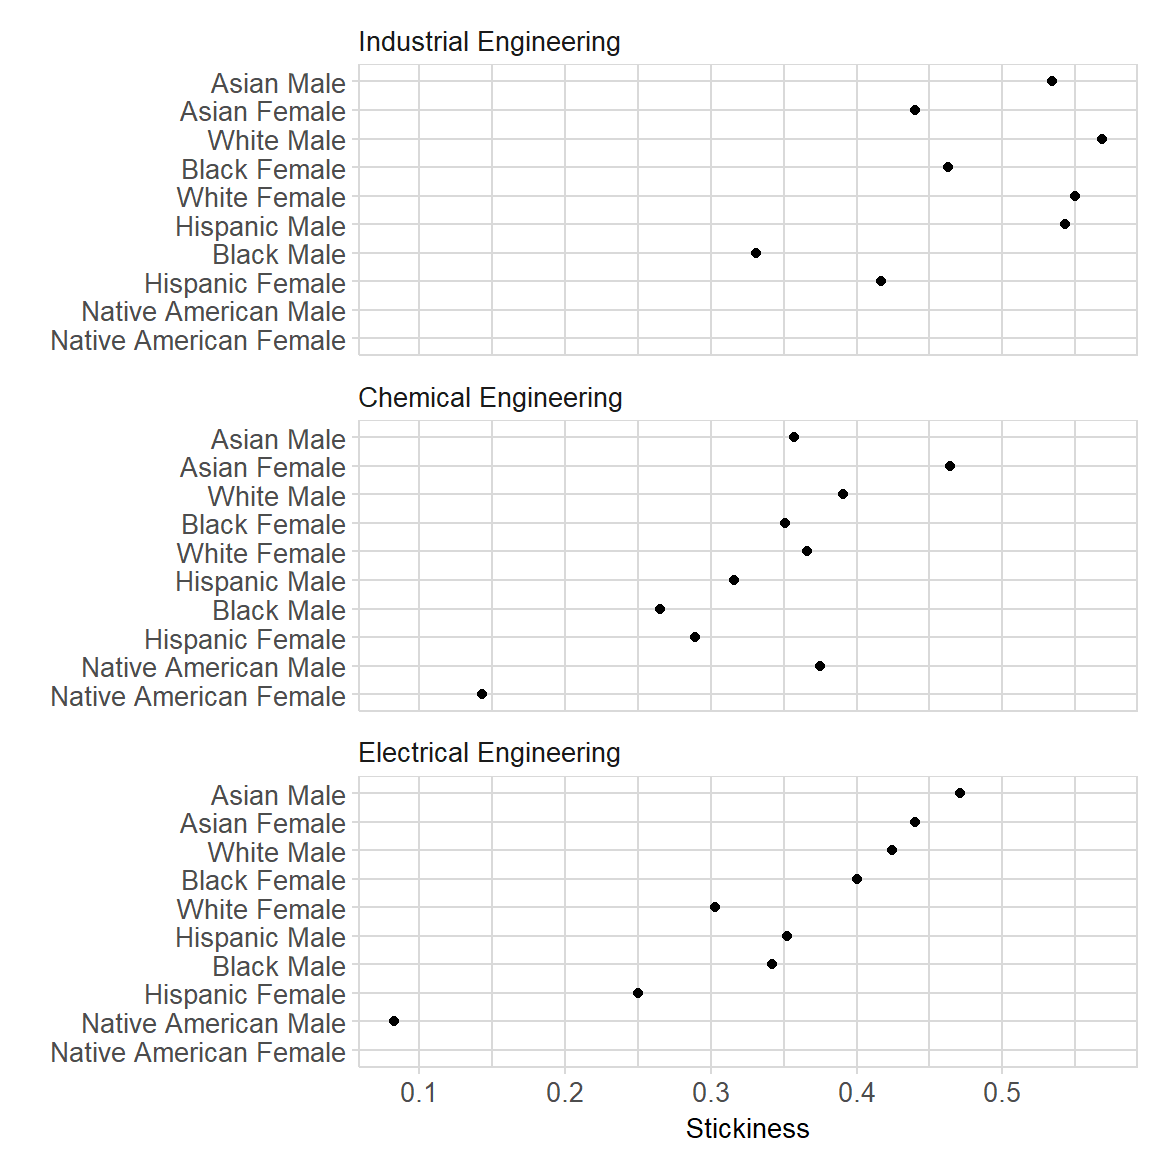 Industrial Engineering
Asian Male
Asian Female
White Male
Black Female
White Female
Hispanic Male
Black Male
Hispanic Female
Native American Male
Native American Female
Chemical Engineering
Asian Male
Asian Female
White Male
Black Female
White Female
Hispanic Male
Black Male
Hispanic Female
Native American Male
Native American Female
Electrical Engineering
Asian Male
Asian Female
White Male
Black Female
White Female
Hispanic Male
Black Male
Hispanic Female
Native American Male
Native American Female
0.1 0.2 0.3 0.4 0.5
Stickiness